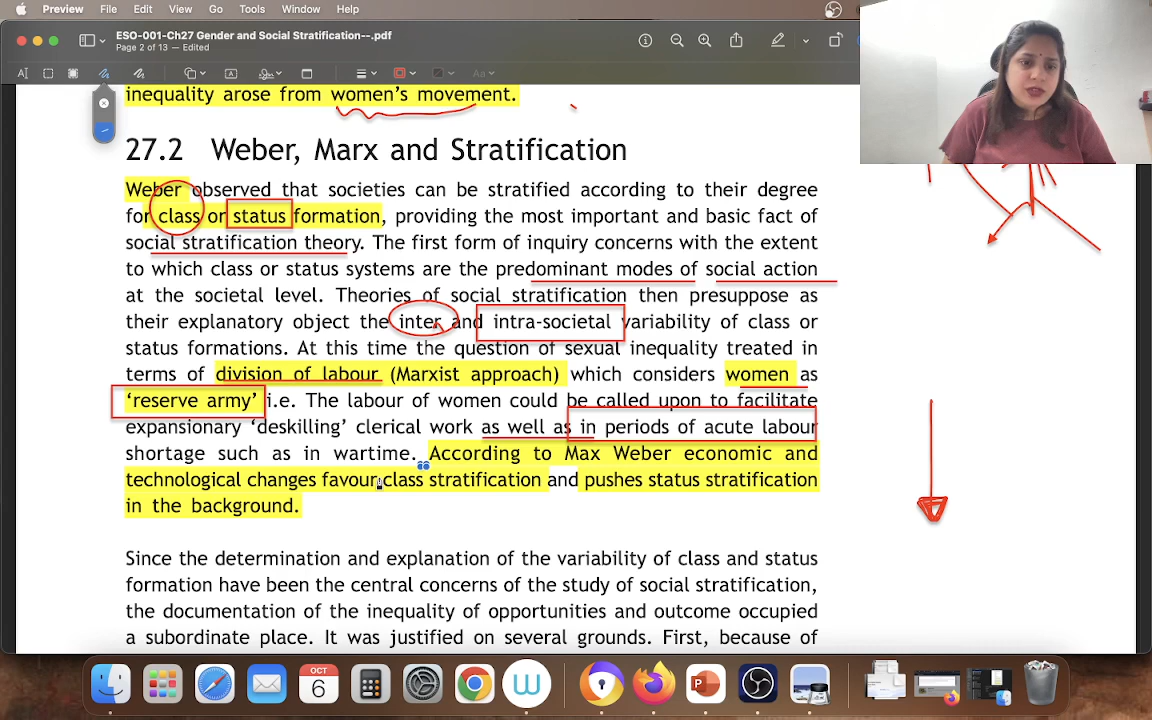 Preview File Edit View Go Tools Window Help
ESO-001-Ch27 Gender and Social Stratification--.pdf
Page 2 of 13 — Edited
inequality arose from women's movement.
27.2 Weber, Marx and Stratification
Weber observed that societies can be stratified according to their degree
for class or status formation, providing the most important and basic fact of
social stratification theory. The first form of inquiry concerns with the extent
to which class or status systems are the predominant modes of social action
at the societal level. Theories of social stratification then presuppose as
their explanatory object the inter and intra-societal variability of class or
status formations. At this time the question of sexual inequality treated in
terms of division of labour (Marxist approach) which considers women as
'reserve army' i.e. The labour of women could be called upon to facilitate
expansionary 'deskilling' clerical work as well as in periods of acute labour
shortage such as in wartime. According to Max Weber economic and
technological changes favour class stratification and pushes status stratification
in the background.
Since the determination and explanation of the variability of class and status
formation have been the central concerns of the study of social stratification,
the documentation of the inequality of opportunities and outcome occupied
a subordinate place. It was justified on several grounds. First, because of
OCT
6